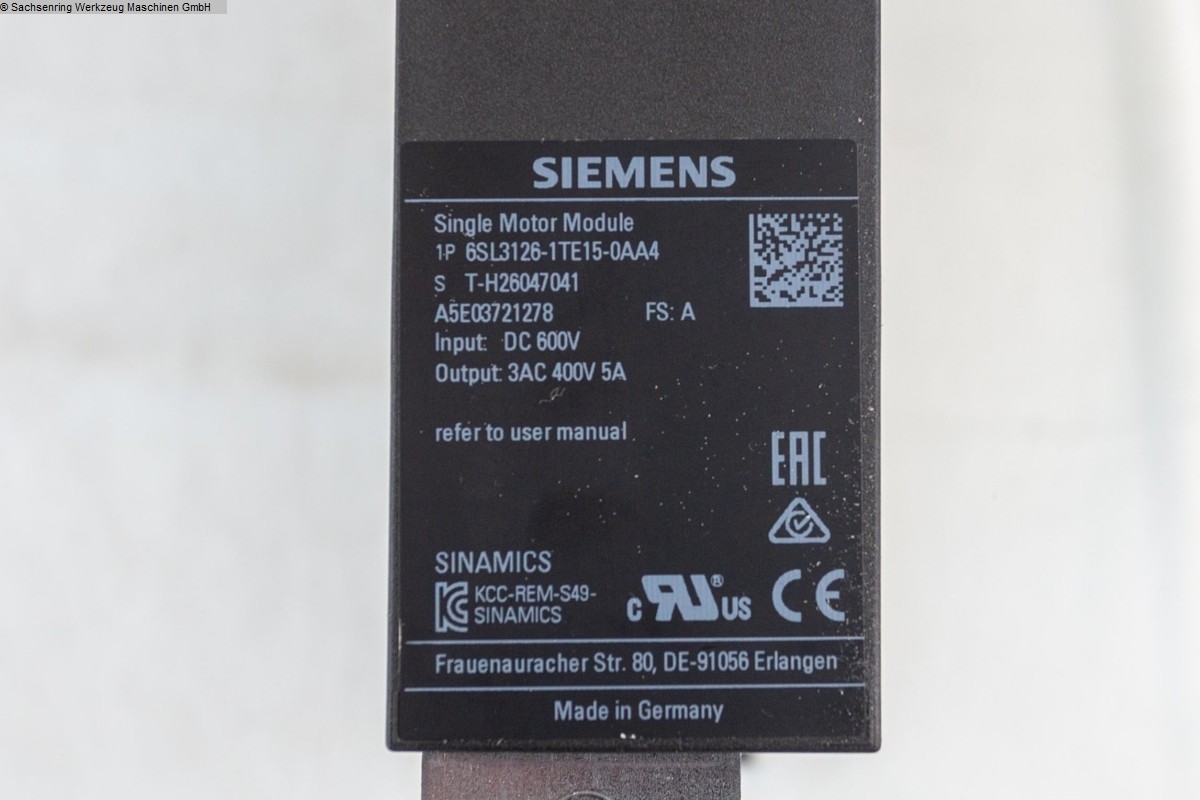 © Sachsenring Werkzeug Maschinen GmbH
SIEMENS
Single Motor Module
1P 6SL3126-1TE15-0AA4
S T-H26047041
A5E03721278 FS: A
Input: DC 600V
Output: 3AC 400V 5A
refer to user manual
EAC
SINAMICS
KC KCC-REM-S49-
SINAMICS
c RU ® US CE
Frauenauracher Str. 80, DE-91056 Erlangen
Made in Germany